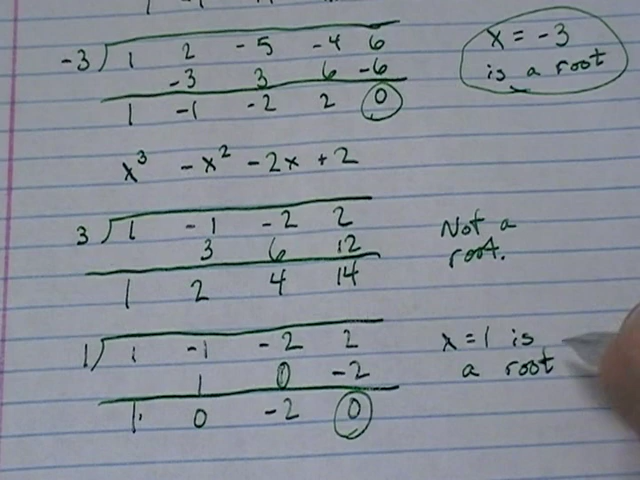 -3) 1 2 -5 -4 6
-3 3 6 -6
1 -1 -2 2 0
x = -3
is a root
x³ - x² - 2x + 2
3) 1 -1 -2 2
3 6 12
1 2 4 14
Not a
root.
1) 1 -1 -2 2
1 0 -2
1 0 -2 0
x = 1 is
a root